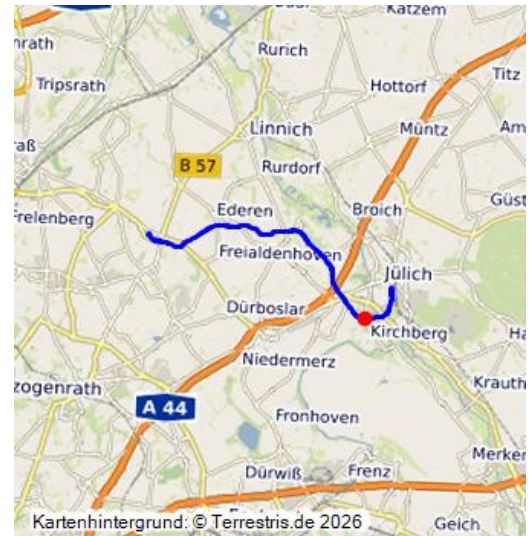 Katzem
nrath
Rurich
Tripsrath
Hottorf
Titz
Linnich
Müntz
Am
raß
B 57
Rurdorf
Güst
Frelenberg
Ederen
Broich
Freialdenhoven
Jülich
Dürboslar
Kirchberg
Ha
Niedermerz
zogenrath
Krauth
A 44
Fronhoven
Merken
Dürwiß
Frenz
Kartenhintergrund: © Terrestris.de 2026
Geich